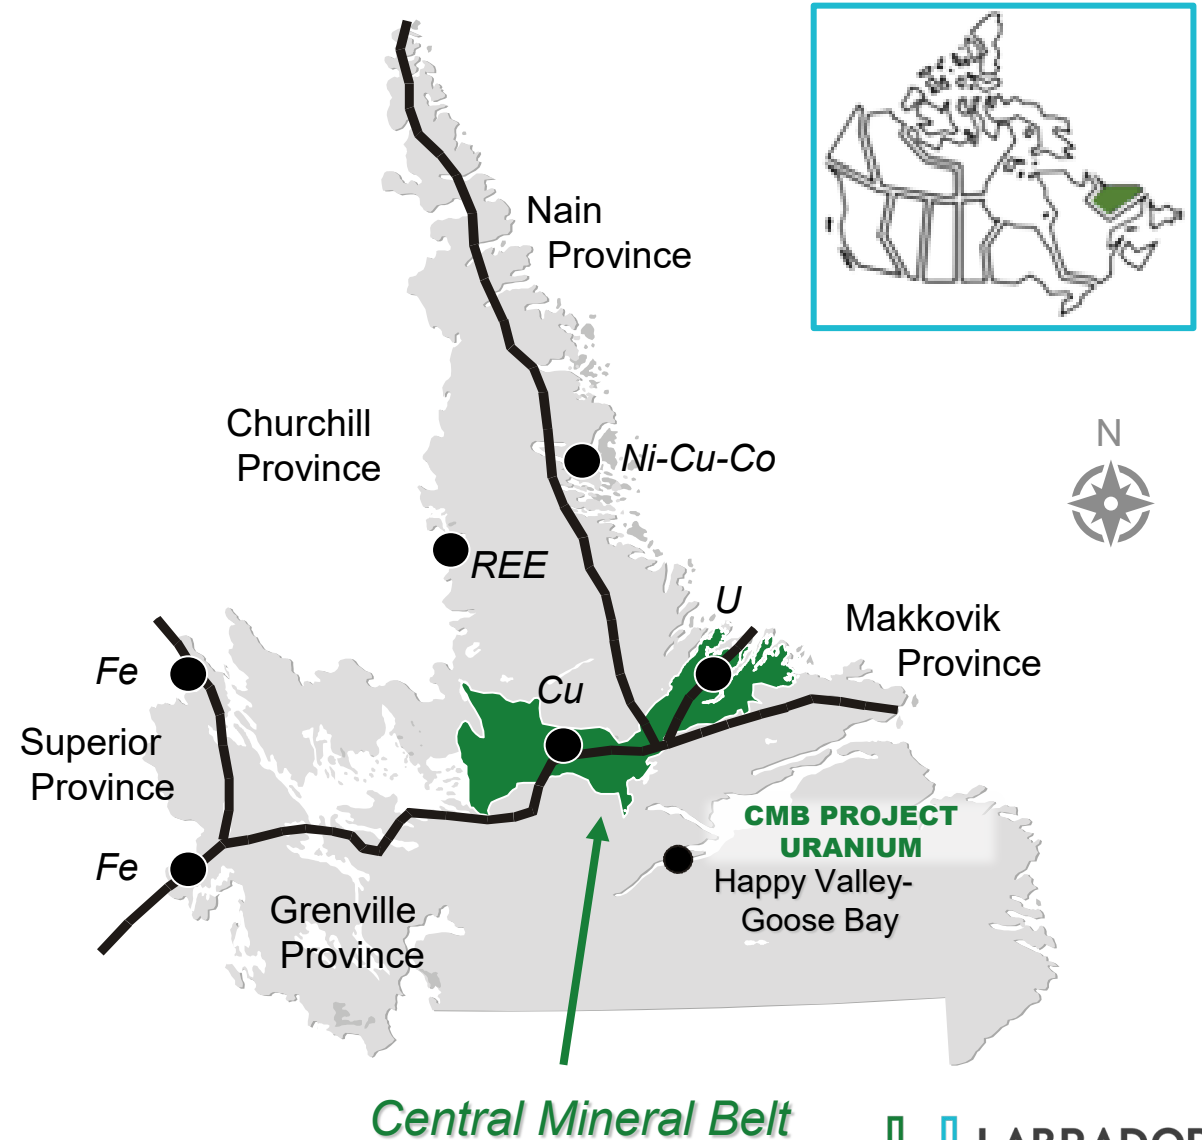 Nain
Province
Churchill
Province
N
Ni-Cu-Co
REE
U
Makkovik
Province
Fe
Cu
Superior
Province
CMB PROJECT
URANIUM
Fe
Happy Valley-
Goose Bay
Grenville
Province
Central Mineral Belt